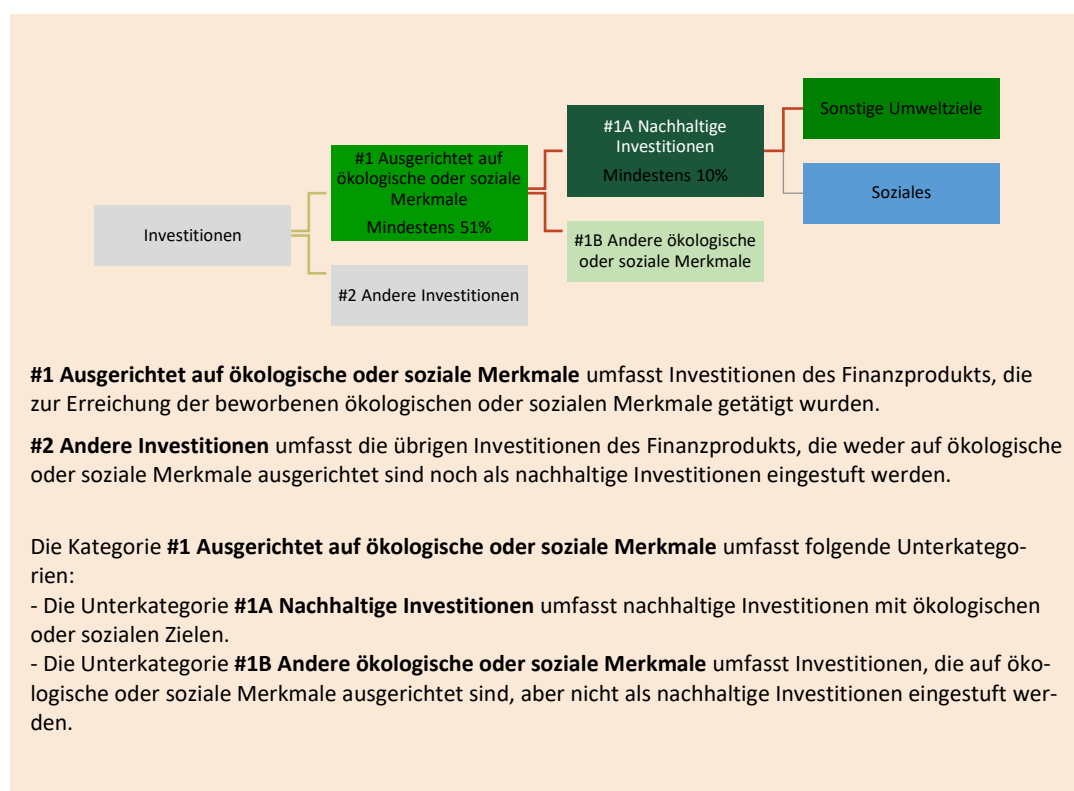 Investitionen
#1 Ausgerichtet auf
ökologische oder soziale
Merkmale
Mindestens 51%
#2 Andere Investitionen
#1A Nachhaltige
Investitionen
Mindestens 10%
#1B Andere ökologische
oder soziale Merkmale
Sonstige Umweltziele
Soziales
#1 Ausgerichtet auf ökologische oder soziale Merkmale umfasst Investitionen des Finanzprodukts, die
zur Erreichung der beworbenen ökologischen oder sozialen Merkmale getätigt wurden.
#2 Andere Investitionen umfasst die übrigen Investitionen des Finanzprodukts, die weder auf ökologische
oder soziale Merkmale ausgerichtet sind noch als nachhaltige Investitionen eingestuft werden.
Die Kategorie #1 Ausgerichtet auf ökologische oder soziale Merkmale umfasst folgende Unterkatego-
rien:
- Die Unterkategorie #1A Nachhaltige Investitionen umfasst nachhaltige Investitionen mit ökologischen
oder sozialen Zielen.
- Die Unterkategorie #1B Andere ökologische oder soziale Merkmale umfasst Investitionen, die auf öko-
logische oder soziale Merkmale ausgerichtet sind, aber nicht als nachhaltige Investitionen eingestuft wer-
den.